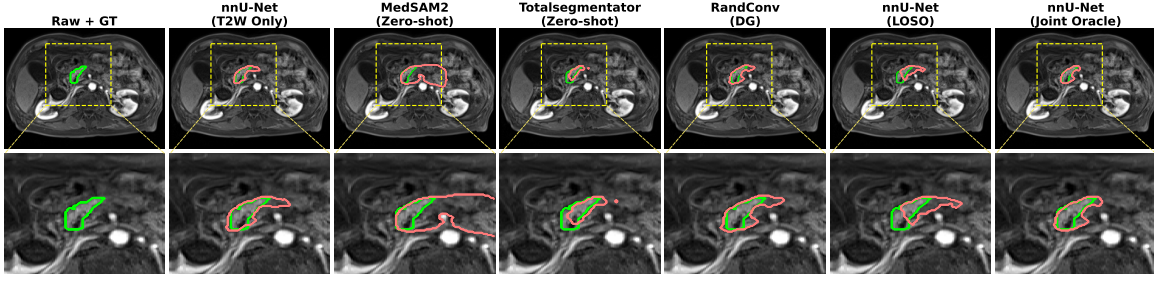 Raw + GT
nnU-Net
(T2W Only)
MedSAM2
(Zero-shot)
Totalsegmentator
(Zero-shot)
RandConv
(DG)
nnU-Net
(LOSO)
nnU-Net
(Joint Oracle)